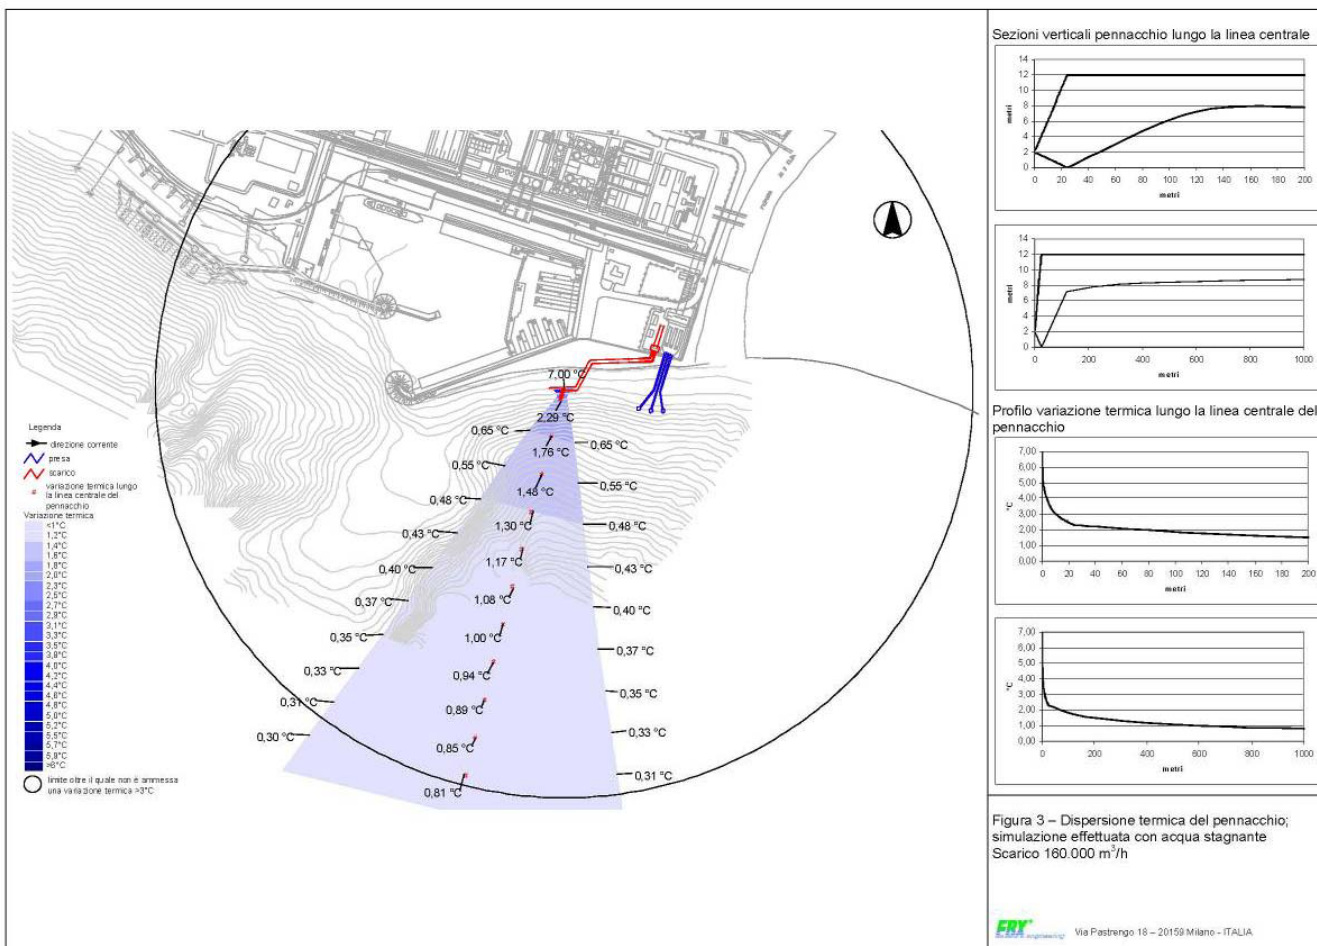 7,00 °C
2,29 °C
0,65 °C
0,65 °C
1,76 °C
0,55 °C
0,55 °C
1,48 °C
0,48 °C
0,48 °C
1,30 °C
0,43 °C
0,43 °C
1,17 °C
0,40 °C
0,40 °C
1,08 °C
0,37 °C
0,37 °C
1,00 °C
0,35 °C
0,35 °C
0,94 °C
0,33 °C
0,33 °C
0,89 °C
0,31 °C
0,31 °C
0,85 °C
0,30 °C
0,81 °C
Legenda
direzione corrente
presa
scarico
variazione termica lungo
la linea centrale del
pennacchio
Variazione termica
<1°C
1,2°C
1,4°C
1,6°C
1,8°C
2,0°C
2,3°C
2,5°C
2,7°C
2,9°C
3,1°C
3,3°C
3,5°C
3,8°C
4,0°C
4,2°C
4,4°C
4,6°C
4,8°C
5,0°C
5,2°C
5,5°C
5,7°C
5,8°C
>6°C
limite oltre il quale non è ammessa
una variazione termica >3°C
Sezioni verticali pennacchio lungo la linea centrale
14
12
10
8
6
4
2
0
metri
0 20 40 60 80 100 120 140 160 180 200
metri
14
12
10
8
6
4
2
0
metri
0 200 400 600 800 1000
metri
Profilo variazione termica lungo la linea centrale del
pennacchio
7,00
6,00
5,00
4,00
3,00
2,00
1,00
0,00
°C
0 20 40 60 80 100 120 140 160 180 200
metri
7,00
6,00
5,00
4,00
3,00
2,00
1,00
0,00
°C
0 200 400 600 800 1000
metri
Figura 3 – Dispersione termica del pennacchio;
simulazione effettuata con acqua stagnante
Scarico 160.000 m³/h
Via Pastrengo 18 – 20159 Milano - ITALIA